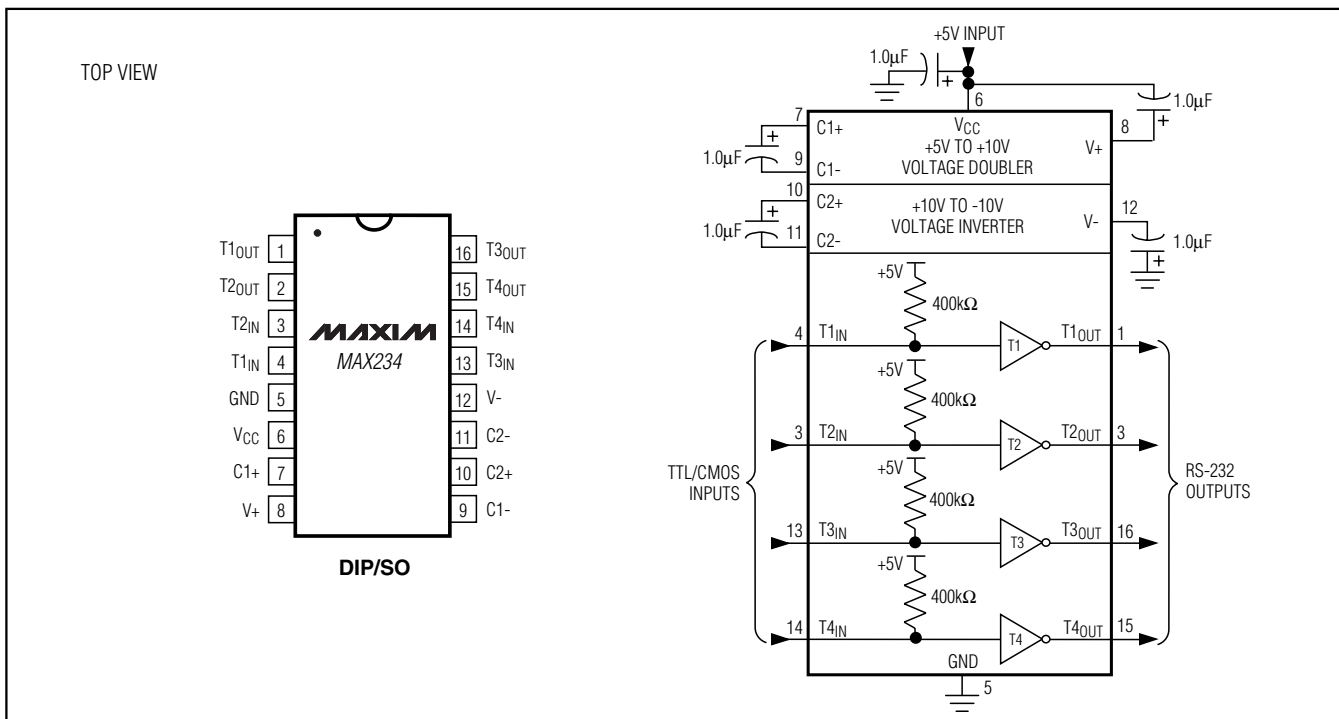 TOP VIEW
T1OUT 1
T2OUT 2
T2IN 3
T1IN 4
GND 5
VCC 6
C1+ 7
V+ 8
16 T3OUT
15 T4OUT
14 T4IN
13 T3IN
12 V-
11 C2-
10 C2+
9 C1-
MAXIM
MAX234
DIP/SO
+5V INPUT
1.0µF
+
6
VCC
+5V TO +10V
VOLTAGE DOUBLER
7 C1+
+
1.0µF
9 C1-
8
V+
1.0µF
+
10 C2+
+
1.0µF
11 C2-
+10V TO -10V
VOLTAGE INVERTER
V- 12
1.0µF
+
+5V
400kΩ
4 T1IN T1 T1OUT 1
+5V
400kΩ
3 T2IN T2 T2OUT 3
+5V
400kΩ
13 T3IN T3 T3OUT 16
+5V
400kΩ
14 T4IN T4 T4OUT 15
TTL/CMOS
INPUTS
RS-232
OUTPUTS
GND
5